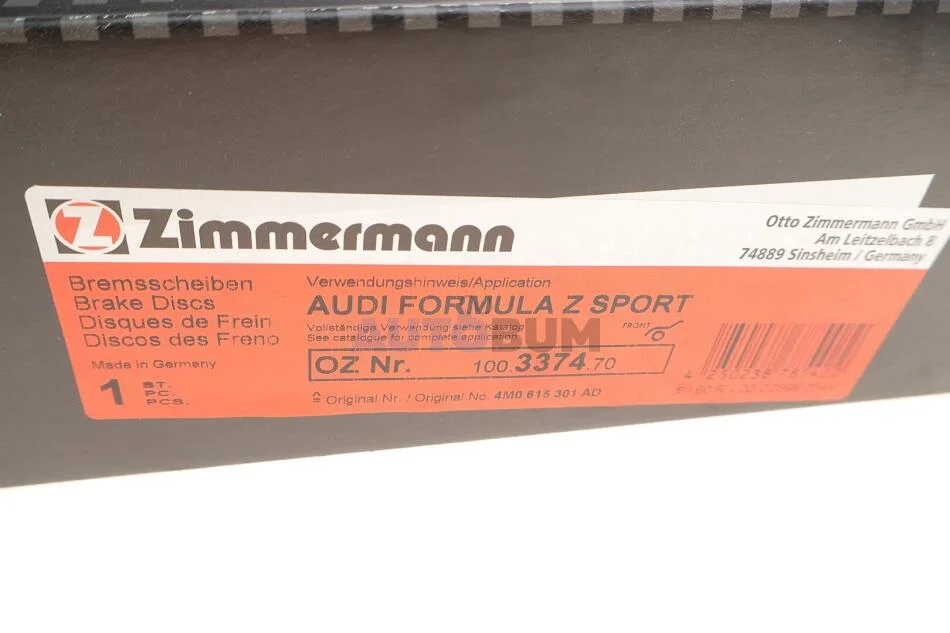 Zimmermann
Otto Zimmermann GmbH
Am Leitzelbach 8
74889 Sinsheim / Germany
Bremsscheiben
Brake Discs
Disques de Frein
Discos des Freno
Made in Germany
1 ST.
PC.
PCS.
Verwendungshinweis/Application
AUDI FORMULA Z SPORT
Vollständige Verwendung siehe Katalog
See catalogue for complete application
FRONT
AUTOBUM
OZ Nr. 100.3374.70
≙ Original Nr. / Original No. 4M0 615 301 AD